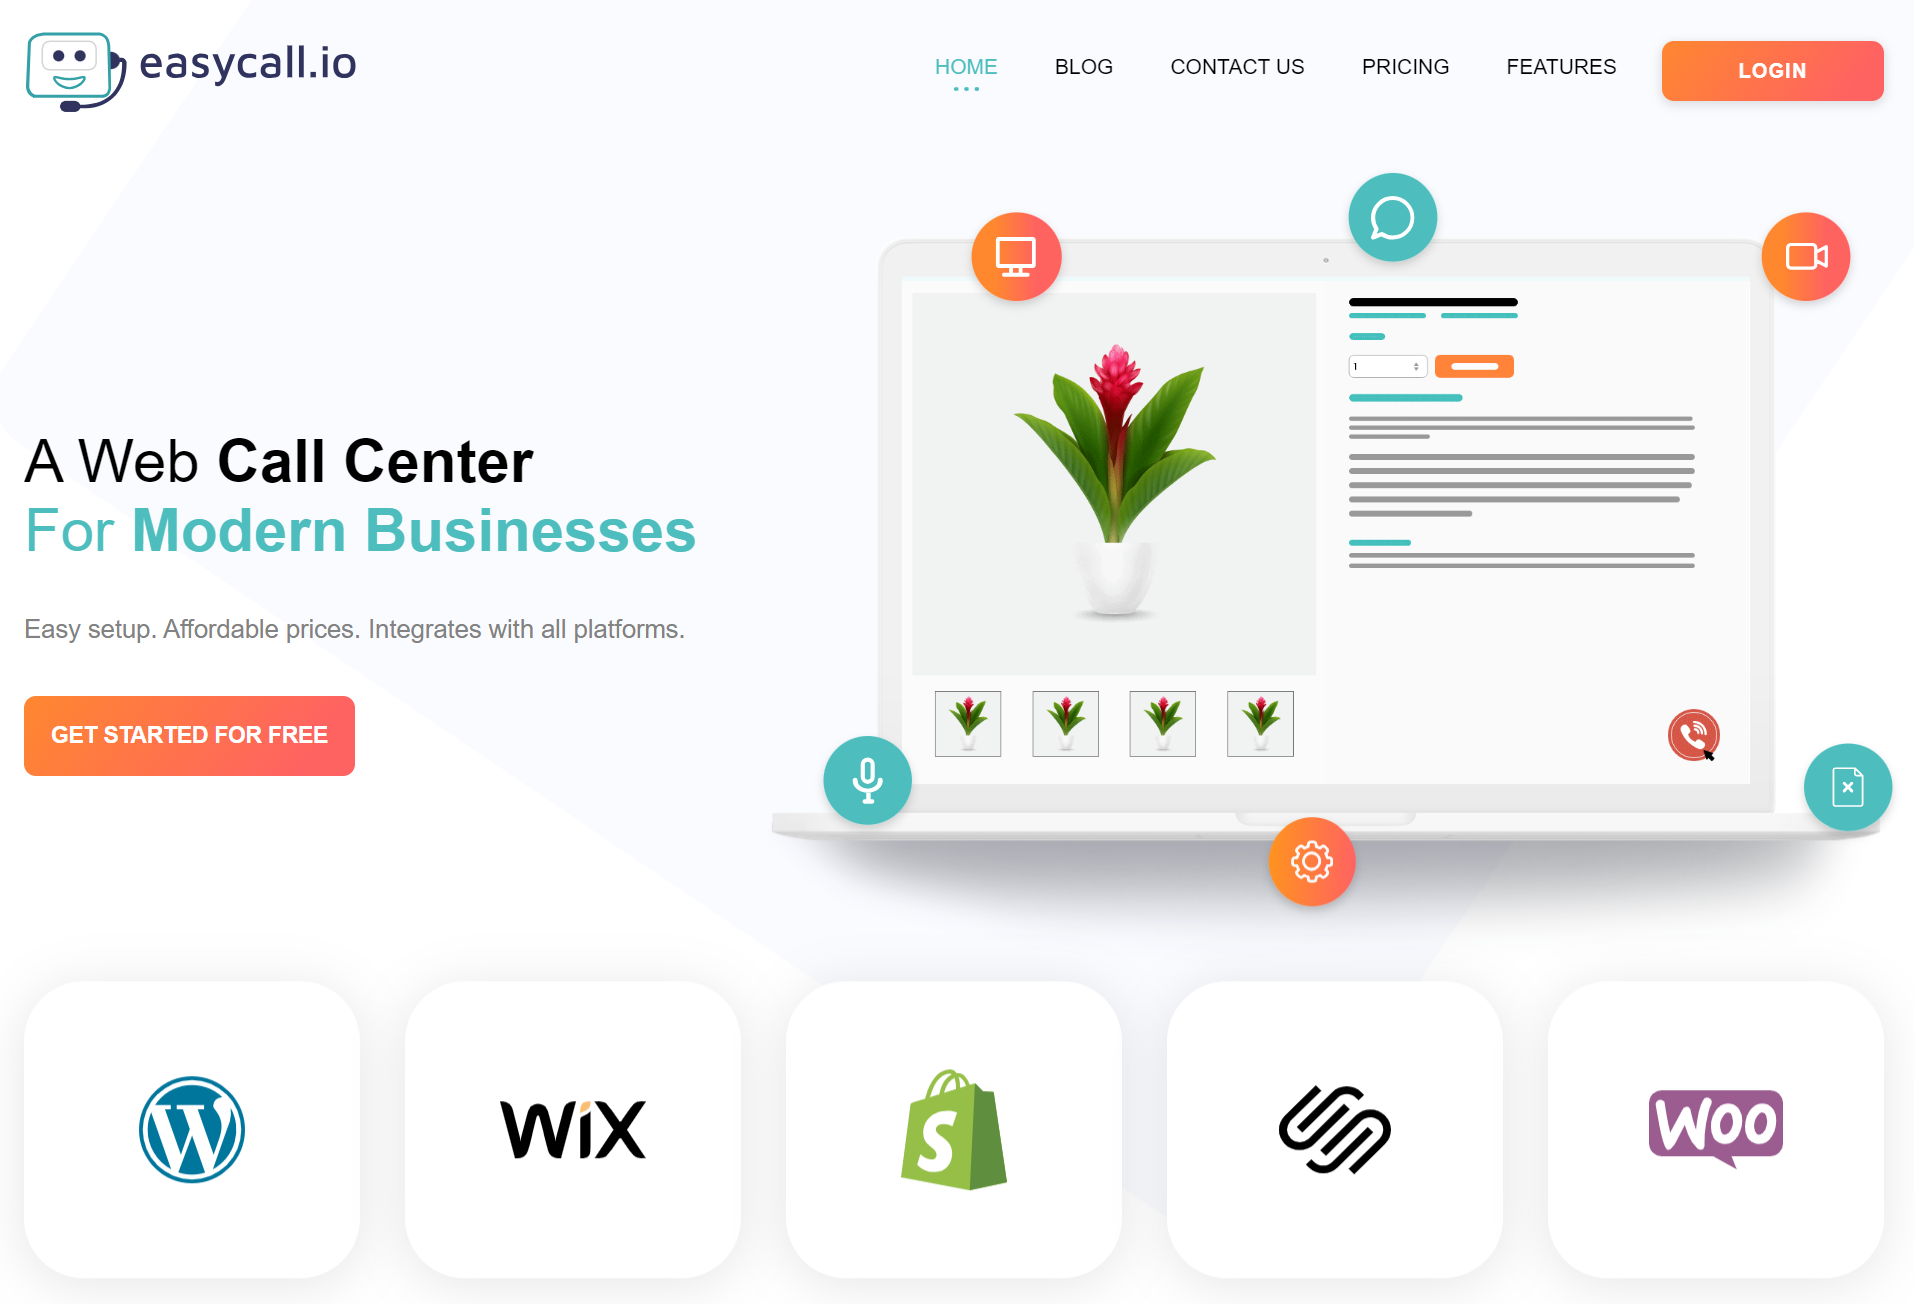 easycall.io
HOME
BLOG
CONTACT US
PRICING
FEATURES
LOGIN
A Web Call Center
For Modern Businesses
Easy setup. Affordable prices. Integrates with all platforms.
GET STARTED FOR FREE
1
W
WiX
S
Woo